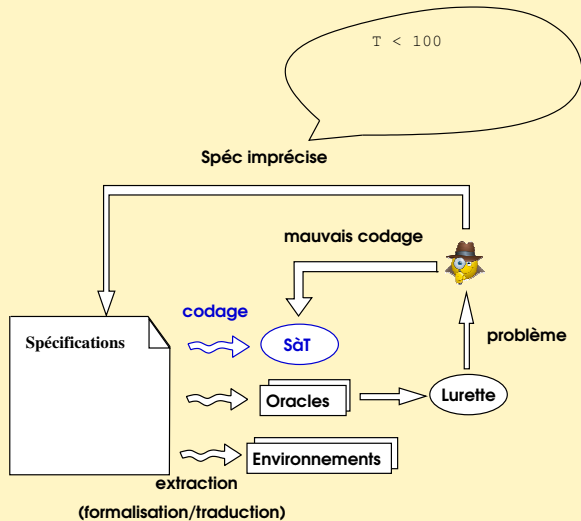 T < 100
Spéc imprécise
mauvais codage
codage
Spécifications
SàT
problème
Oracles
Lurette
Environnements
extraction
(formalisation/traduction)